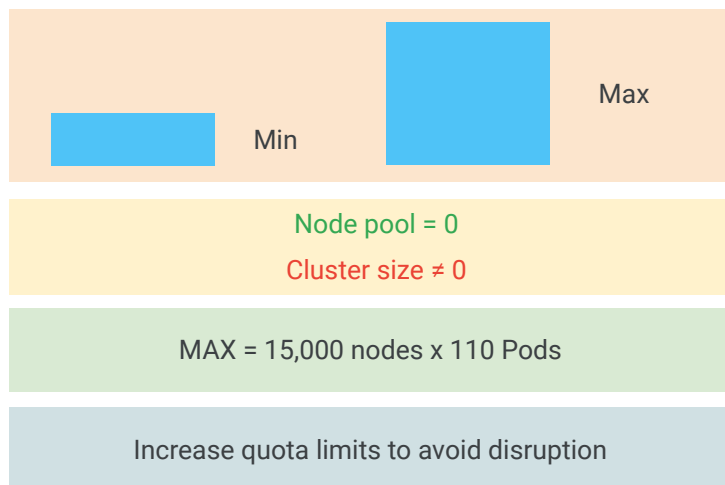 Max
Min
Node pool = 0
Cluster size ≠ 0
MAX = 15,000 nodes x 110 Pods
Increase quota limits to avoid disruption